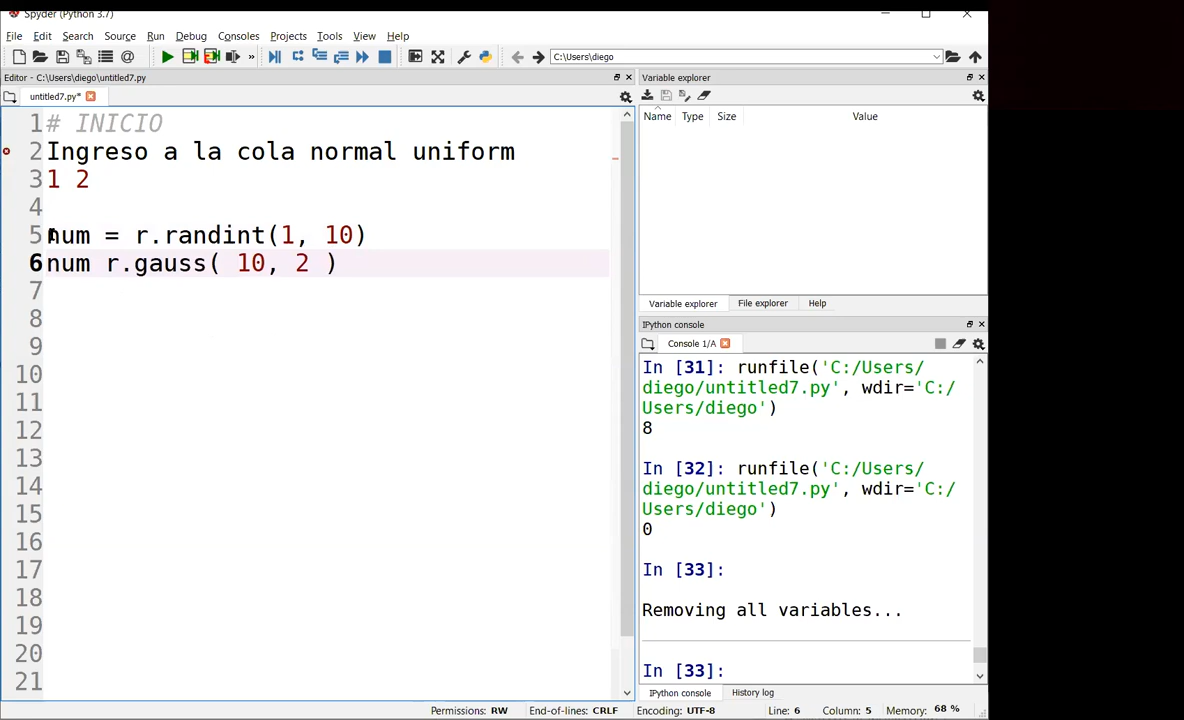 Spyder (Python 3.7)
File Edit Search Source Run Debug Consoles Projects Tools View Help
@ » C:\Users\diego
Editor - C:\Users\diego\untitled7.py
untitled7.py*
1 # INICIO
2 Ingreso a la cola normal uniform
3 1 2
4
5 num = r.randint(1, 10)
6 num r.gauss( 10, 2 )
7
8
9
10
11
12
13
14
15
16
17
18
19
20
21
Variable explorer
Name Type Size Value
Variable explorer File explorer Help
IPython console
Console 1/A
In [31]: runfile('C:/Users/
diego/untitled7.py', wdir='C:/
Users/diego')
8
In [32]: runfile('C:/Users/
diego/untitled7.py', wdir='C:/
Users/diego')
0
In [33]:
Removing all variables...
In [33]:
IPython console History log
Permissions: RW End-of-lines: CRLF Encoding: UTF-8 Line: 6 Column: 5 Memory: 68 %